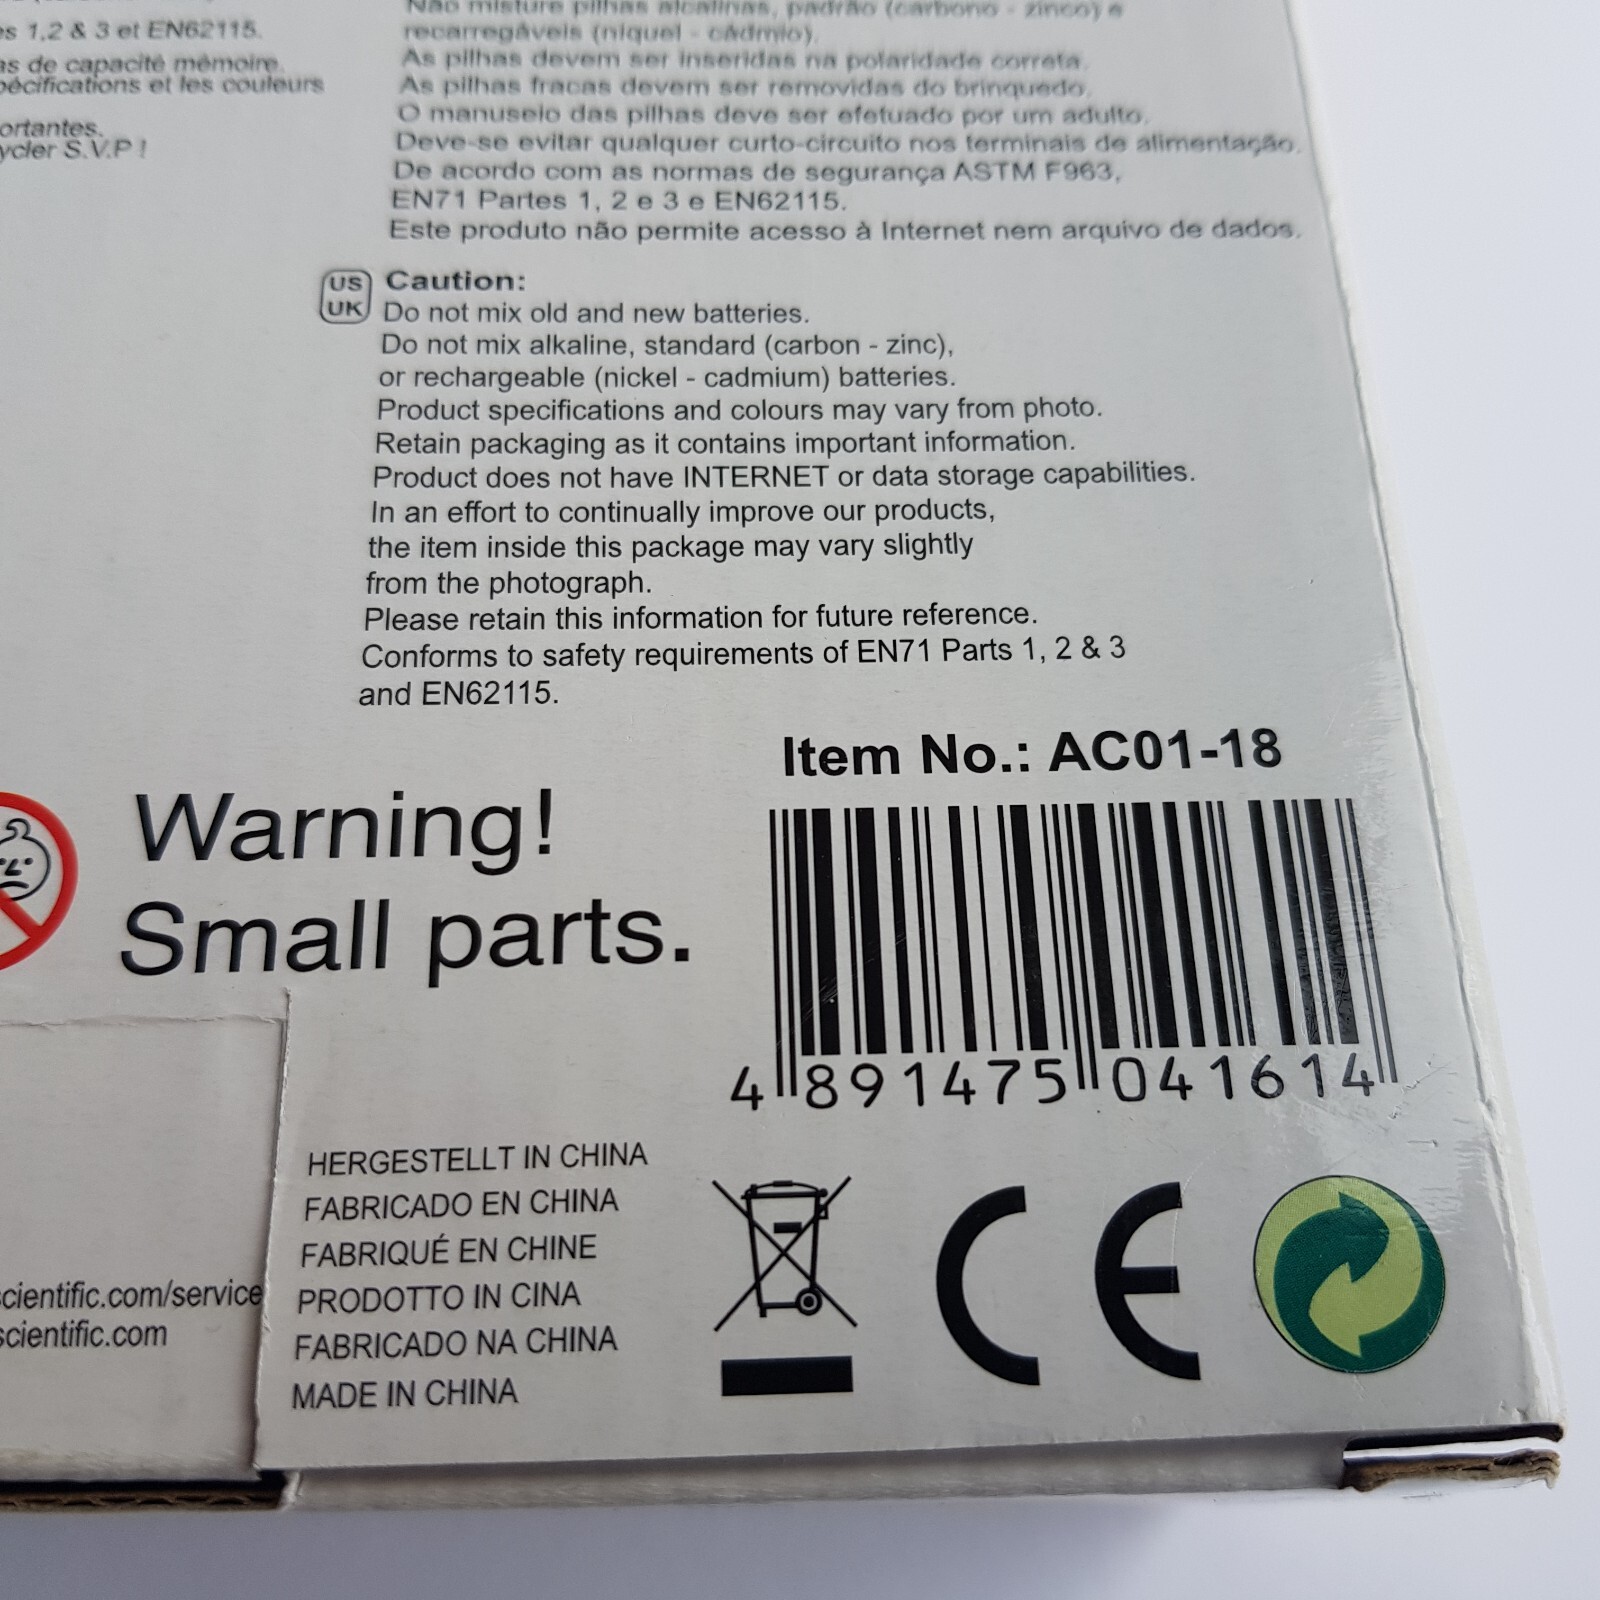 es 1,2 & 3 et EN62115.
as de capacité mémoire.
pécifications et les couleurs
ortantes.
ycler S.V.P !
Não misture pilhas alcalinas, padrão (carbono - zinco) e
recarregáveis (níquel - cádmio).
As pilhas devem ser inseridas na polaridade correta.
As pilhas fracas devem ser removidas do brinquedo.
O manuseio das pilhas deve ser efetuado por um adulto.
Deve-se evitar qualquer curto-circuito nos terminais de alimentação.
De acordo com as normas de segurança ASTM F963,
EN71 Partes 1, 2 e 3 e EN62115.
Este produto não permite acesso à Internet nem arquivo de dados.
US
UK
Caution:
Do not mix old and new batteries.
Do not mix alkaline, standard (carbon - zinc),
or rechargeable (nickel - cadmium) batteries.
Product specifications and colours may vary from photo.
Retain packaging as it contains important information.
Product does not have INTERNET or data storage capabilities.
In an effort to continually improve our products,
the item inside this package may vary slightly
from the photograph.
Please retain this information for future reference.
Conforms to safety requirements of EN71 Parts 1, 2 & 3
and EN62115.
Item No.: AC01-18
Warning!
Small parts.
4 891475 041614
HERGESTELLT IN CHINA
FABRICADO EN CHINA
FABRIQUÉ EN CHINE
PRODOTTO IN CINA
FABRICADO NA CHINA
MADE IN CHINA
scientific.com/service
scientific.com
CE